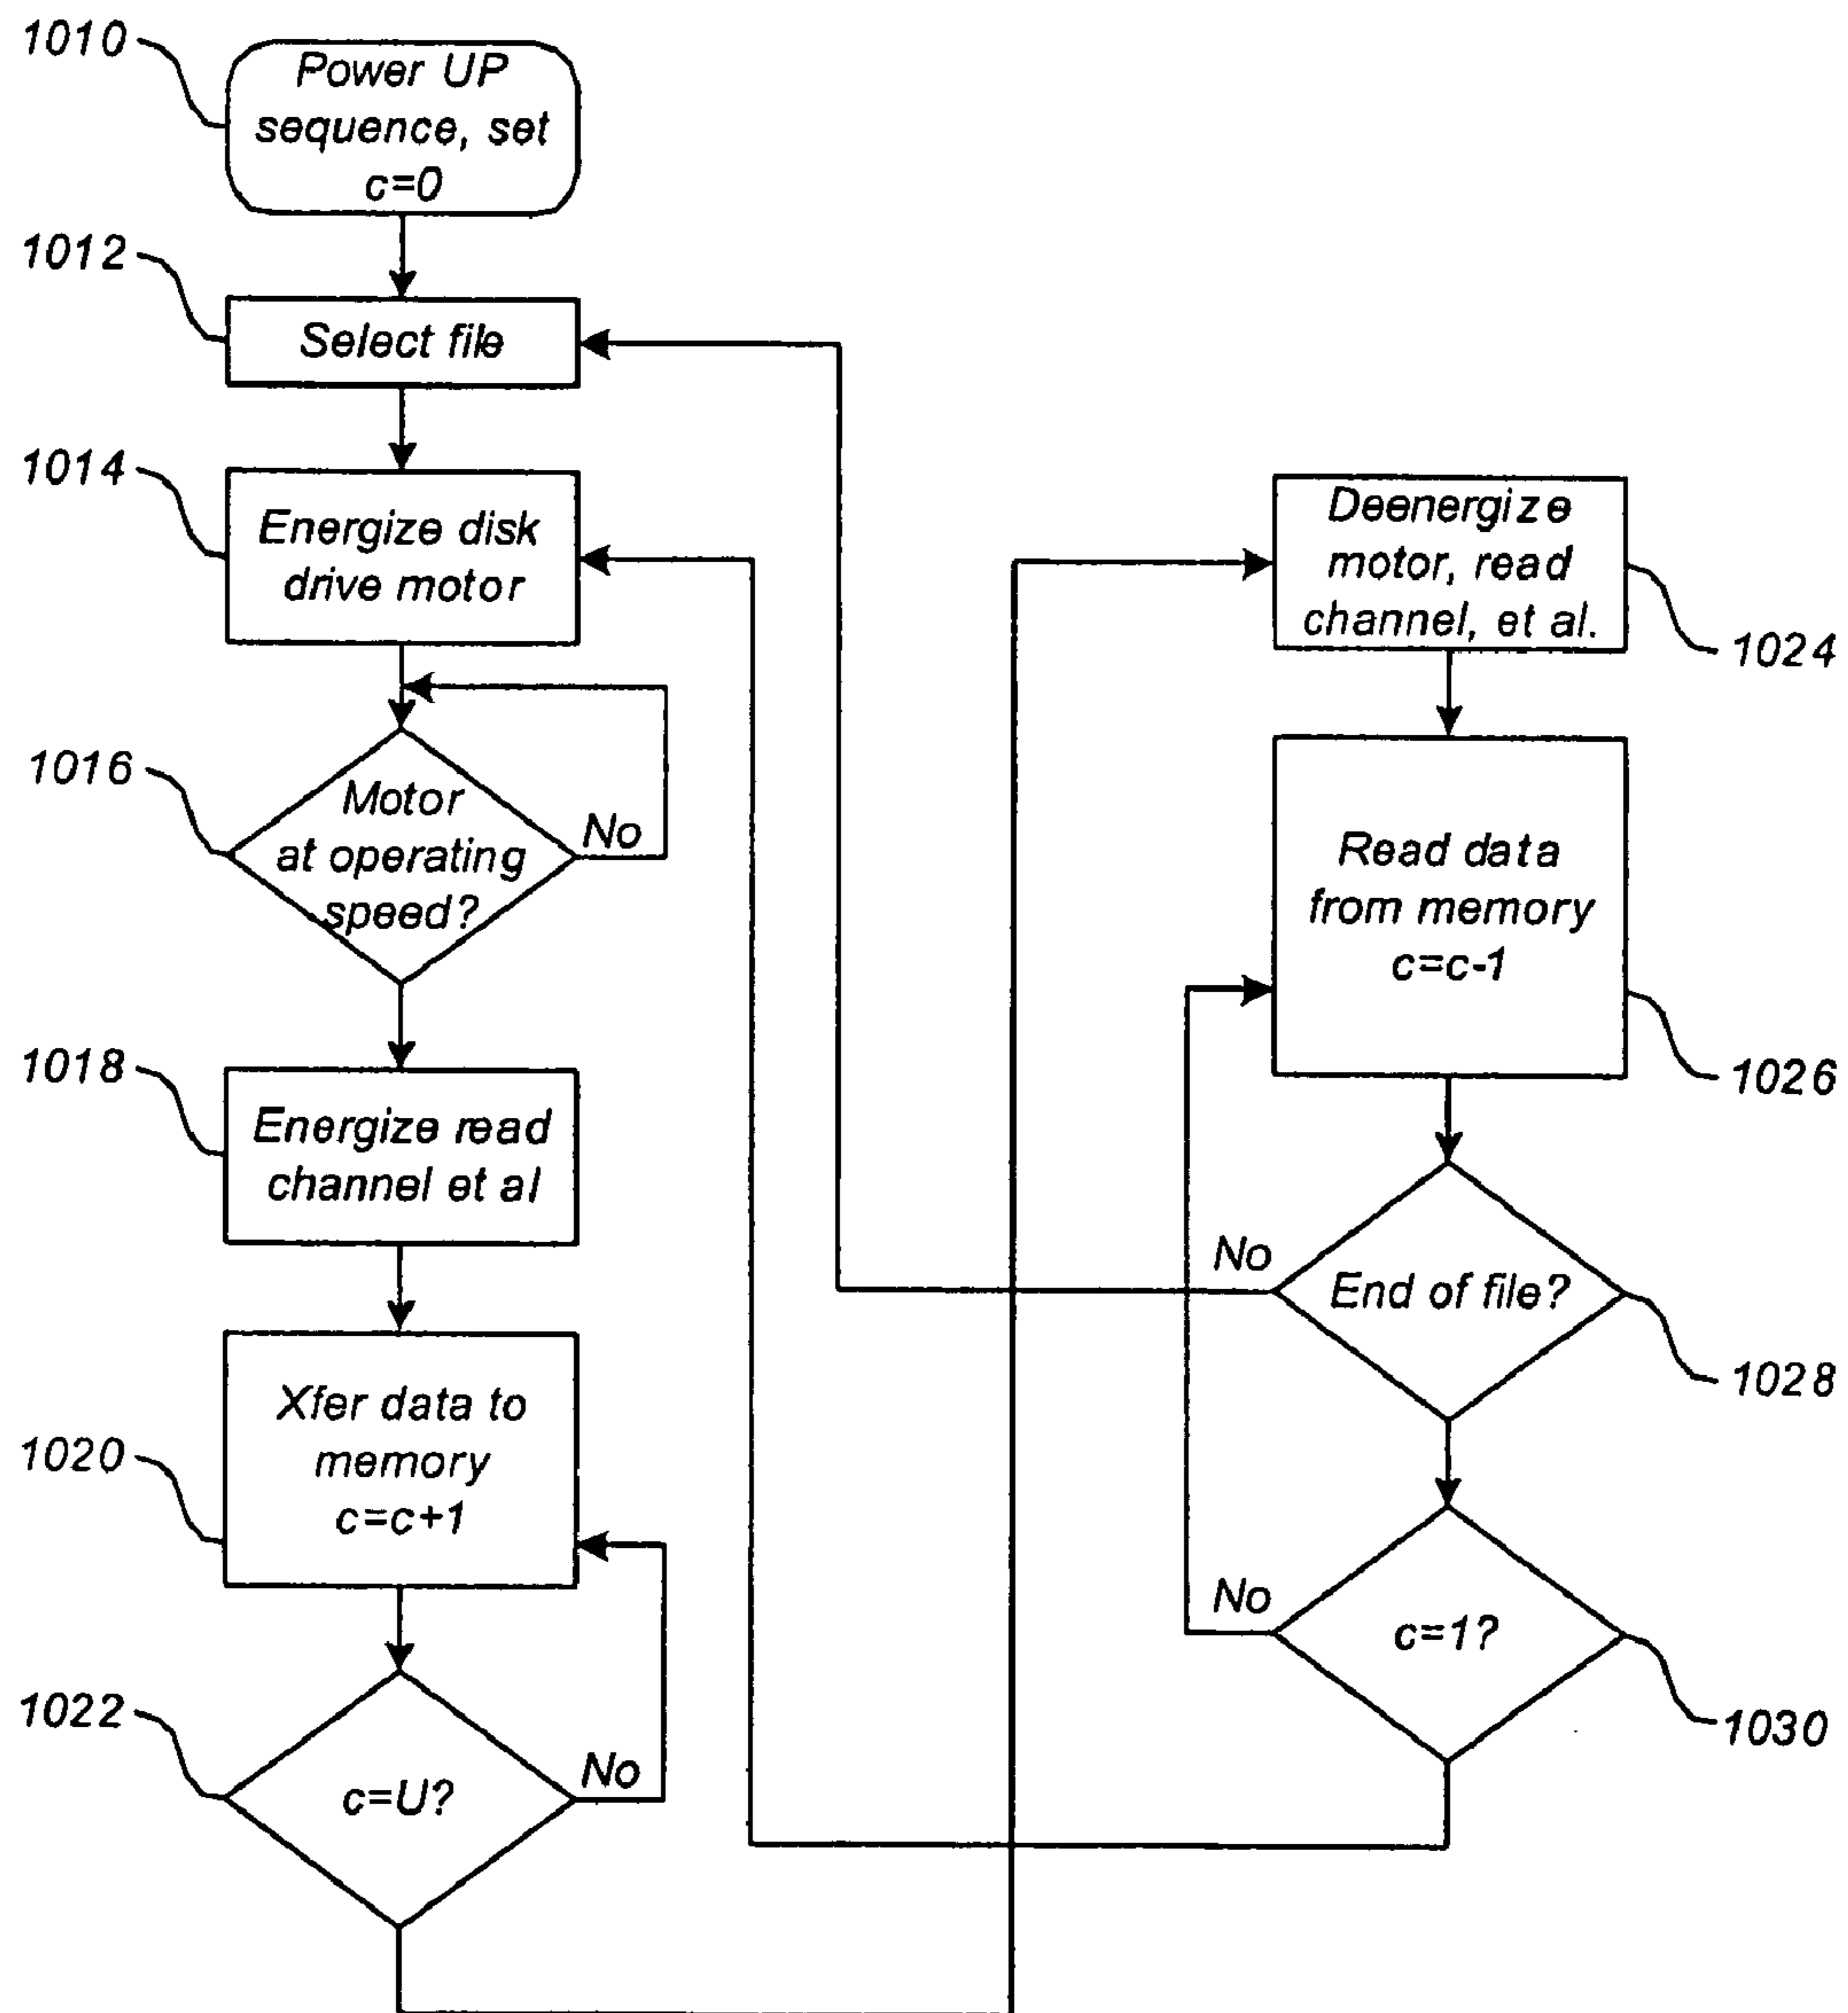 1010
Power UP
sequence, set
c=0
1012
Select file
1014
Energize disk
drive motor
1016
Motor
at operating
speed?
No
1018
Energize read
channel et al
1020
Xfer data to
memory
c=c+1
1022
c=U?
No
Deenergize
motor, read
channel, et al.
1024
Read data
from memory
c=c-1
1026
No
End of file?
1028
No
c=1?
1030